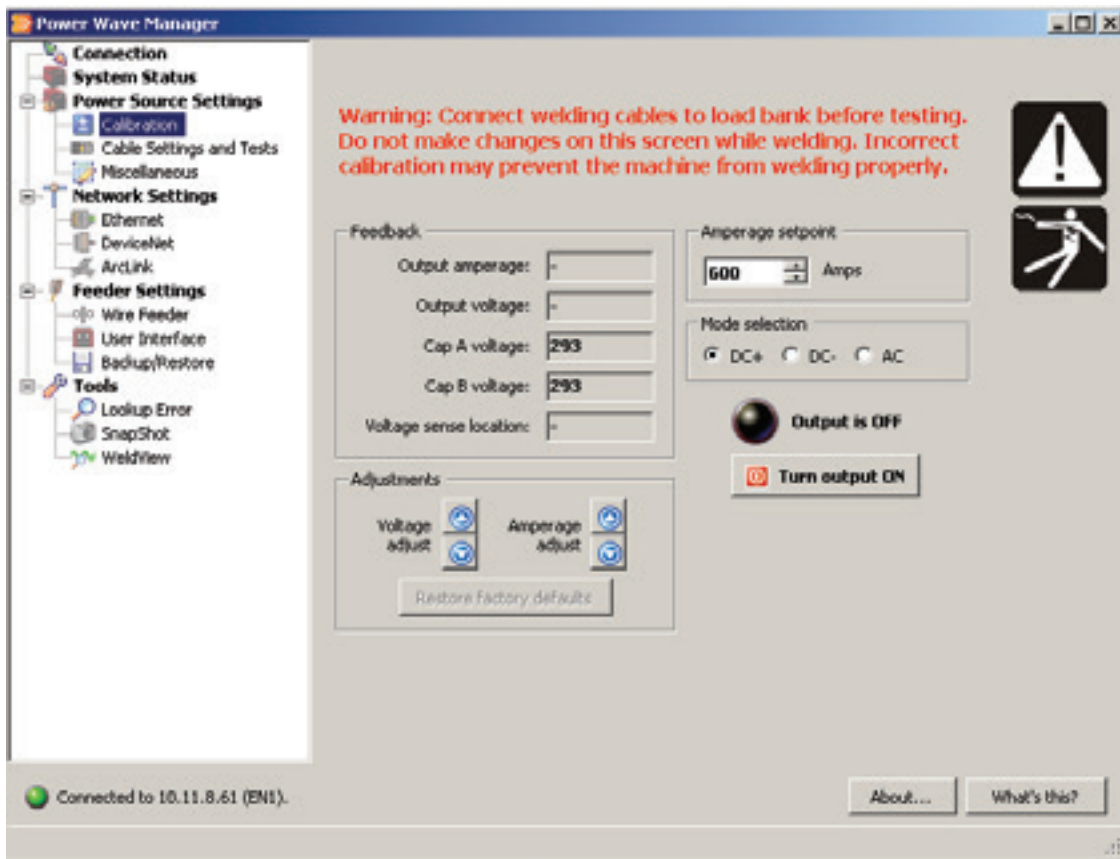 Power Wave Manager
Connection
System Status
Power Source Settings
Calibration
Cable Settings and Tests
Miscellaneous
Network Settings
Ethernet
DeviceNet
ArcLink
Feeder Settings
Wire Feeder
User Interface
Backup/Restore
Tools
Lookup Error
SnapShot
WeldView
Warning: Connect welding cables to load bank before testing.
Do not make changes on this screen while welding. Incorrect
calibration may prevent the machine from welding properly.
Feedback
Output amperage: -
Output voltage: -
Cap A voltage: 293
Cap B voltage: 293
Voltage sense location: -
Adjustments
Voltage adjust
Amperage adjust
Restore factory defaults
Amperage setpoint
600 Amps
Mode selection
DC+ DC- AC
Output is OFF
Turn output ON
Connected to 10.11.8.61 (EN1).
About...
What's this?